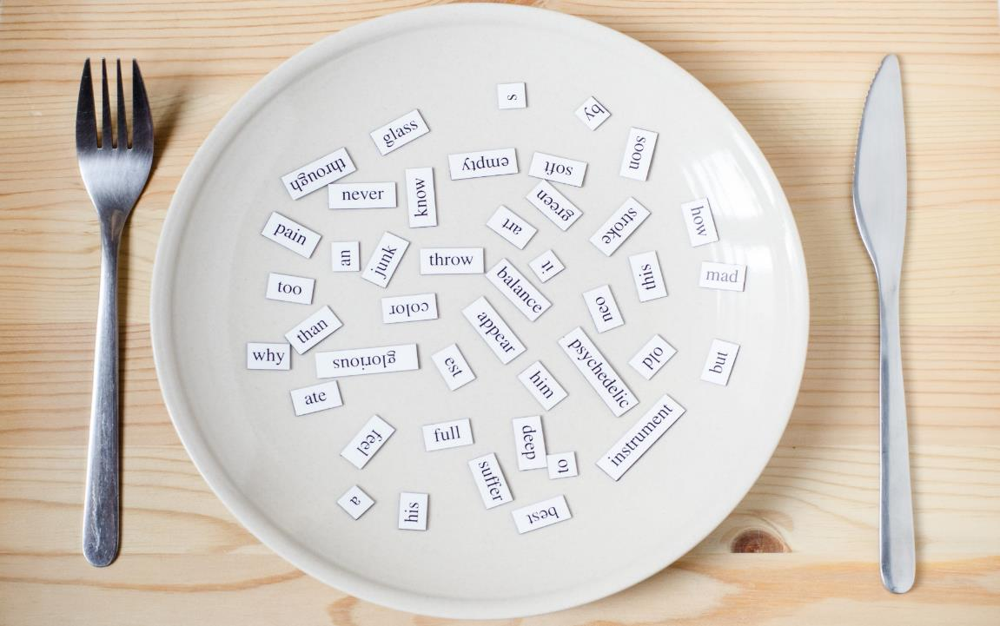 s
by
glass
soon
through
empty
soft
never
know
green
stroke
how
pain
art
an
junk
throw
it
this
mad
too
balance
color
neo
than
appear
why
glorious
est
psychedelic
old
but
him
ate
feel
full
deep
instrument
to
suffer
a
his
best